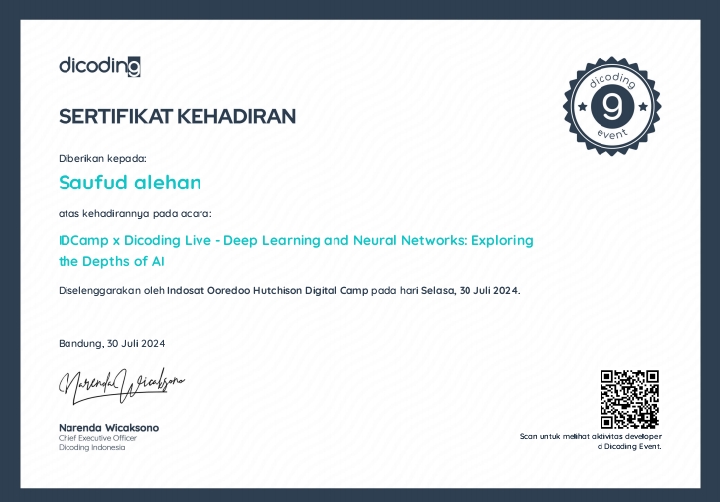 dicoding
dicoding
9
event
SERTIFIKAT KEHADIRAN
Diberikan kepada:
Saufud alehan
atas kehadirannya pada acara:
IDCamp x Dicoding Live - Deep Learning and Neural Networks: Exploring
the Depths of AI
Diselenggarakan oleh Indosat Ooredoo Hutchison Digital Camp pada hari Selasa, 30 Juli 2024.
Bandung, 30 Juli 2024
Narenda Wicaksono
Narenda Wicaksono
Chief Executive Officer
Dicoding Indonesia
Scan untuk melihat aktivitas developer
di Dicoding Event.